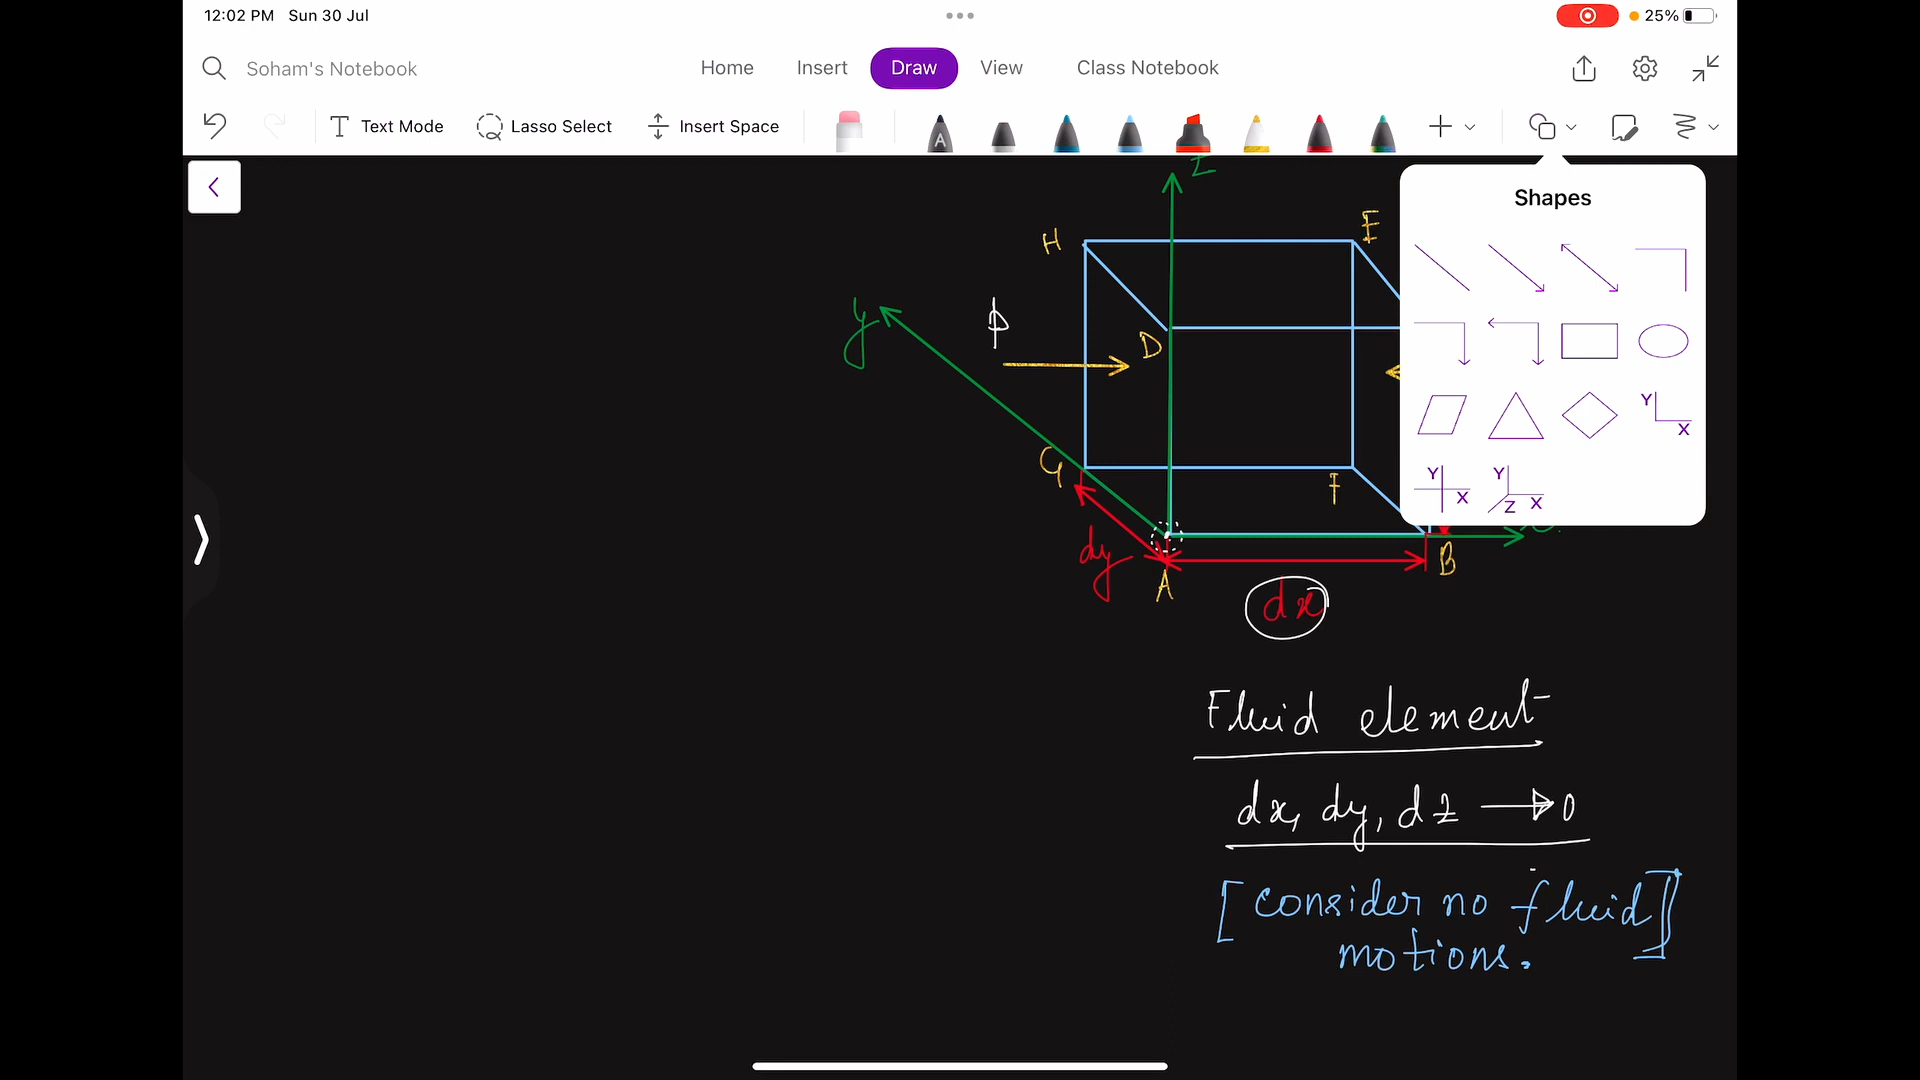 12:02 PM Sun 30 Jul
25%
Soham's Notebook
Home Insert Draw View Class Notebook
Text Mode Lasso Select Insert Space
A
Shapes
Y X
Y X
Y Z X
Z
H
E
y
p
D
G
F
dy
A
B
dx
Fluid element
dx, dy, dz → 0
[consider no fluid]
motions.